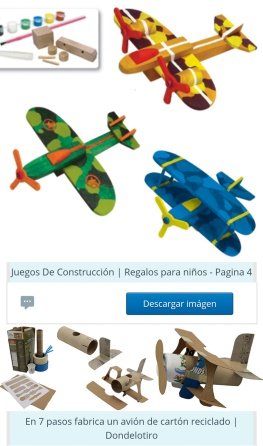 Juegos De Construcción | Regalos para niños - Pagina 4
Descargar imágen
En 7 pasos fabrica un avión de cartón reciclado |
Dondelotiro